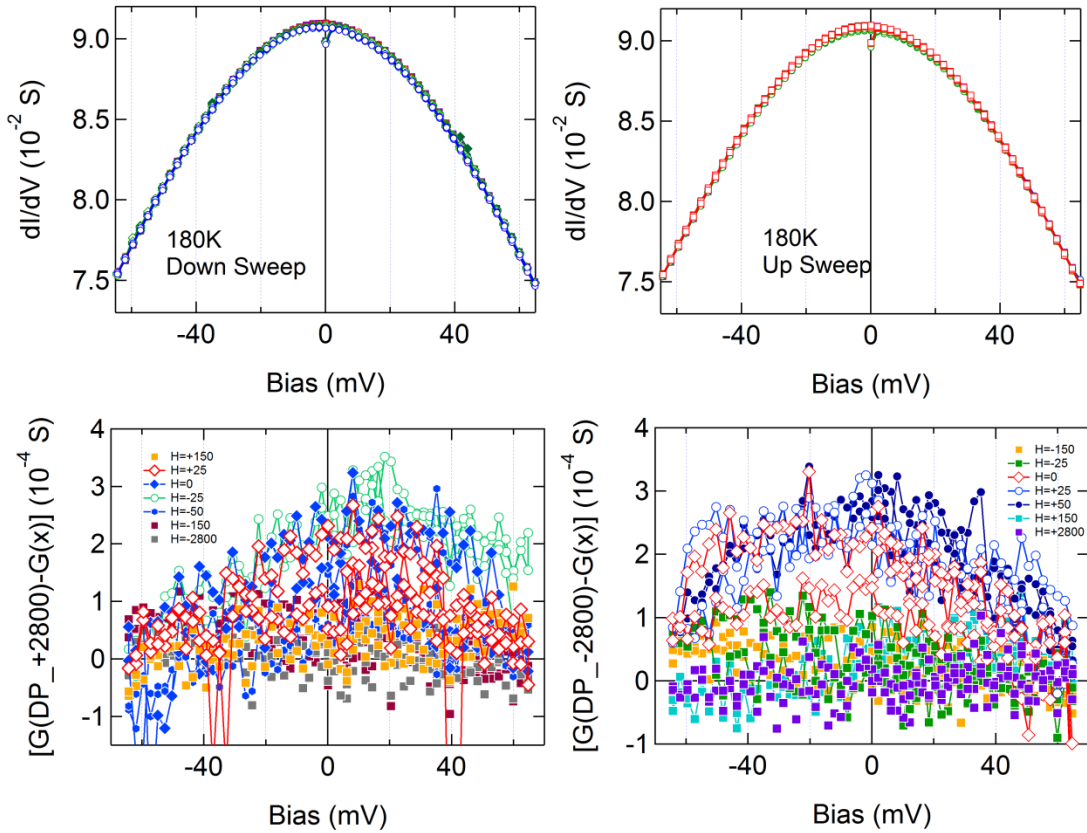 9.0
8.5
8.0
7.5
dI/dV (10⁻² S)
180K
Down Sweep
-40
0
40
Bias (mV)
9.0
8.5
8.0
7.5
dI/dV (10⁻² S)
180K
Up Sweep
-40
0
40
Bias (mV)
4
3
2
1
0
-1
[G(DP_+2800)-G(x)] (10⁻⁴ S)
H=+150
H=+25
H=0
H=-25
H=-50
H=-150
H=-2800
-40
0
40
Bias (mV)
4
3
2
1
0
-1
[G(DP_-2800)-G(x)] (10⁻⁴ S)
H=-150
H=-25
H=0
H=+25
H=+50
H=+150
H=+2800
-40
0
40
Bias (mV)